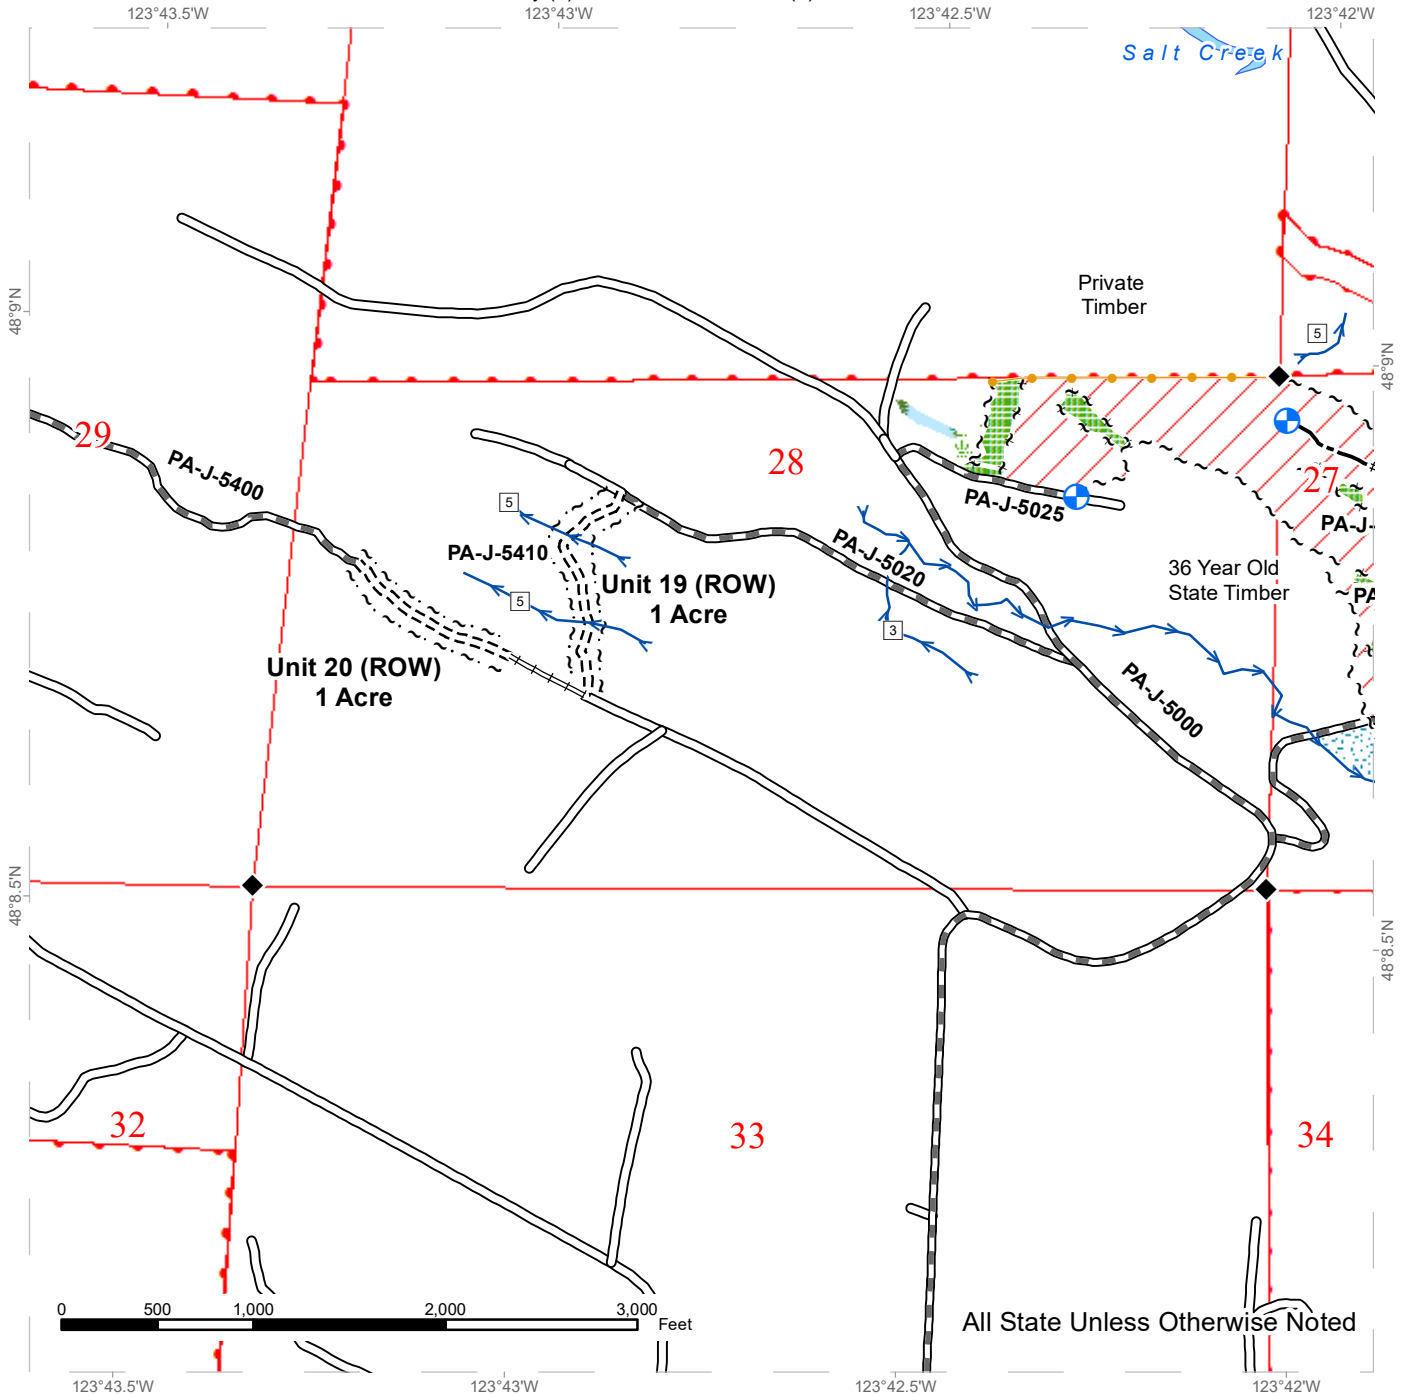 123°43.5'W
123°43'W
123°42.5'W
123°42'W
Salt Creek
Private
Timber
48°9'N
5
48°9'N
29
28
27
PA-J-5400
PA-J-5025
PA-J-
5
PA-J-5410
PA-J-5020
36 Year Old
State Timber
Unit 19 (ROW)
1 Acre
5
3
PA
Unit 20 (ROW)
1 Acre
PA-J-5000
48°8.5'N
48°8.5'N
32
33
34
0
500
1,000
2,000
3,000
Feet
All State Unless Otherwise Noted
123°43.5'W
123°43'W
123°42.5'W
123°42'W